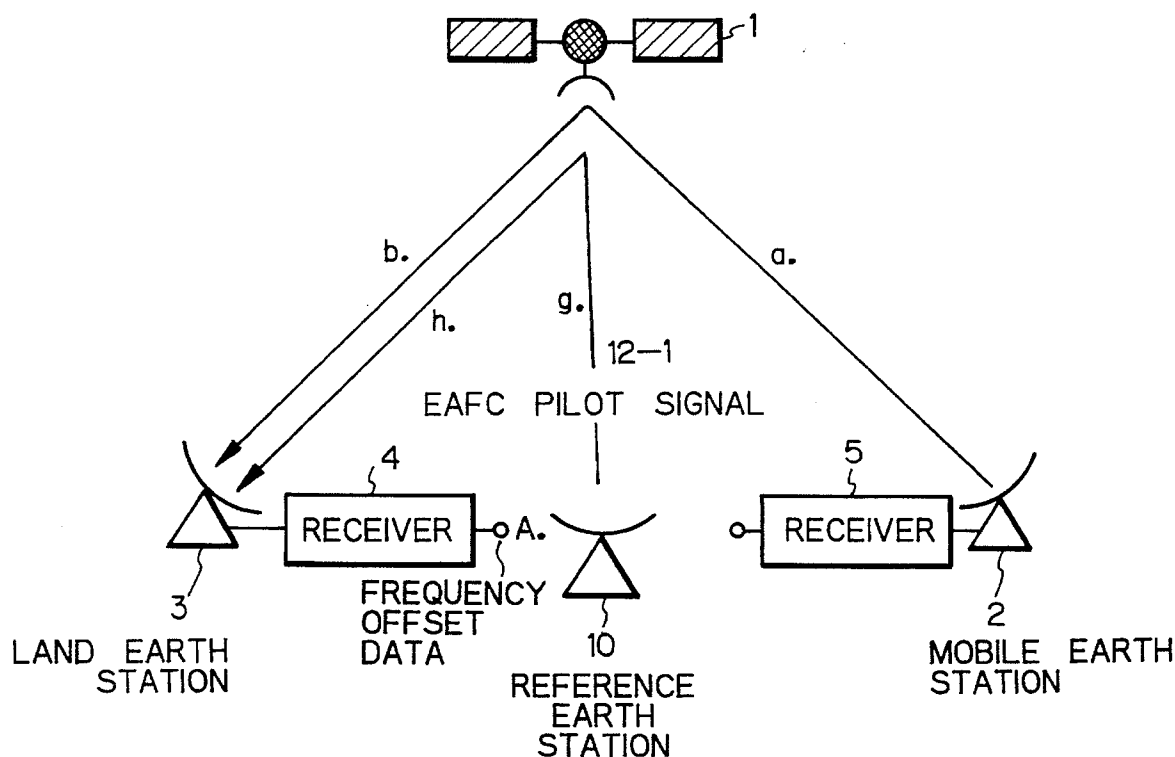 1
b.
a.
h.
g.
12-1
EAFC PILOT SIGNAL
4
5
RECEIVER
A.
RECEIVER
3
FREQUENCY
OFFSET
DATA
10
2
LAND EARTH
STATION
REFERENCE
EARTH
STATION
MOBILE EARTH
STATION